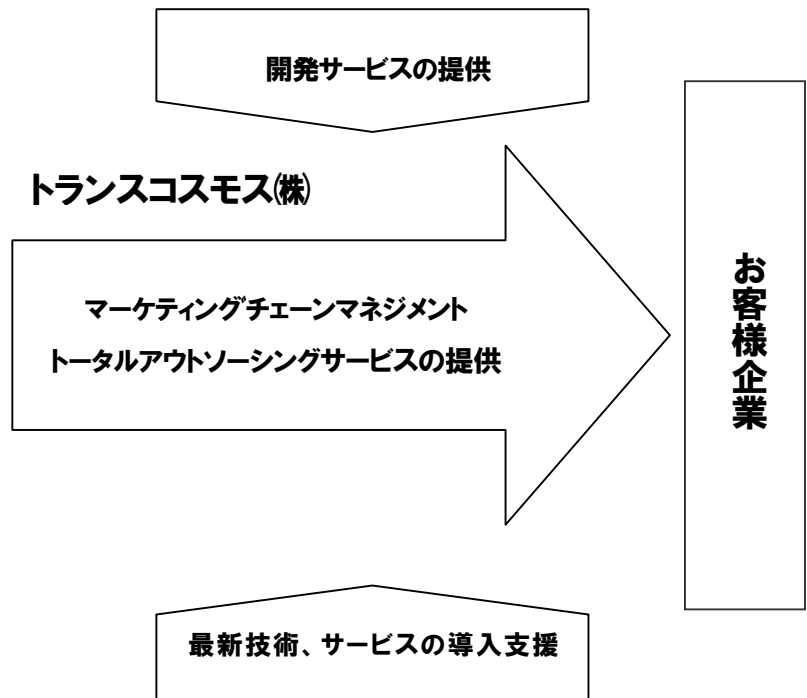 開発サービスの提供
トランスコスモス㈱
マーケティングチェーンマネジメント
トータルアウトソーシングサービスの提供
お客様企業
最新技術、サービスの導入支援